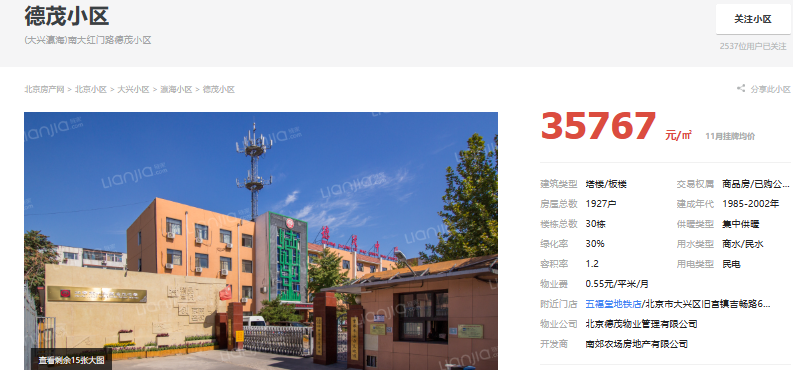 德茂小区
关注小区
(大兴瀛海)南大红门路德茂小区
2537位用户已关注
北京房产网 > 北京小区 > 大兴小区 > 瀛海小区 > 德茂小区
分享此小区
35767 元/㎡ 11月挂牌均价
建筑类型 塔楼/板楼 交易权属 商品房/已购公...
房屋总数 1927户 建成年代 1985-2002年
楼栋总数 30栋 供暖类型 集中供暖
绿化率 30% 用水类型 商水/民水
容积率 1.2 用电类型 民电
物业费 0.55元/平米/月
附近门店 五福堂地铁店/北京市大兴区旧宫镇吉畅路6...
物业公司 北京德茂物业管理有限公司
开发商 南郊农场房地产有限公司
lianjia 链家
查看剩余15张大图